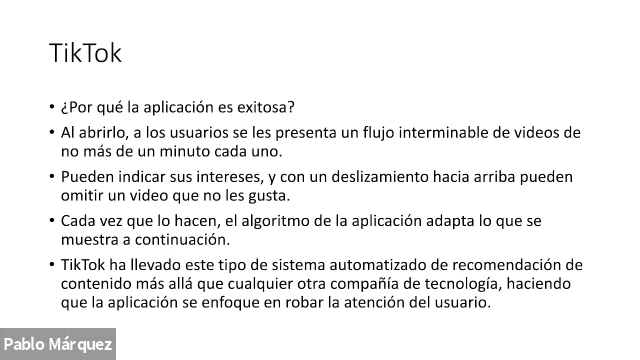 TikTok
• ¿Por qué la aplicación es exitosa?
• Al abrirlo, a los usuarios se les presenta un flujo interminable de videos de
no más de un minuto cada uno.
• Pueden indicar sus intereses, y con un deslizamiento hacia arriba pueden
omitir un video que no les gusta.
• Cada vez que lo hacen, el algoritmo de la aplicación adapta lo que se
muestra a continuación.
• TikTok ha llevado este tipo de sistema automatizado de recomendación de
contenido más allá que cualquier otra compañía de tecnología, haciendo
que la aplicación se enfoque en robar la atención del usuario.
Pablo Márquez